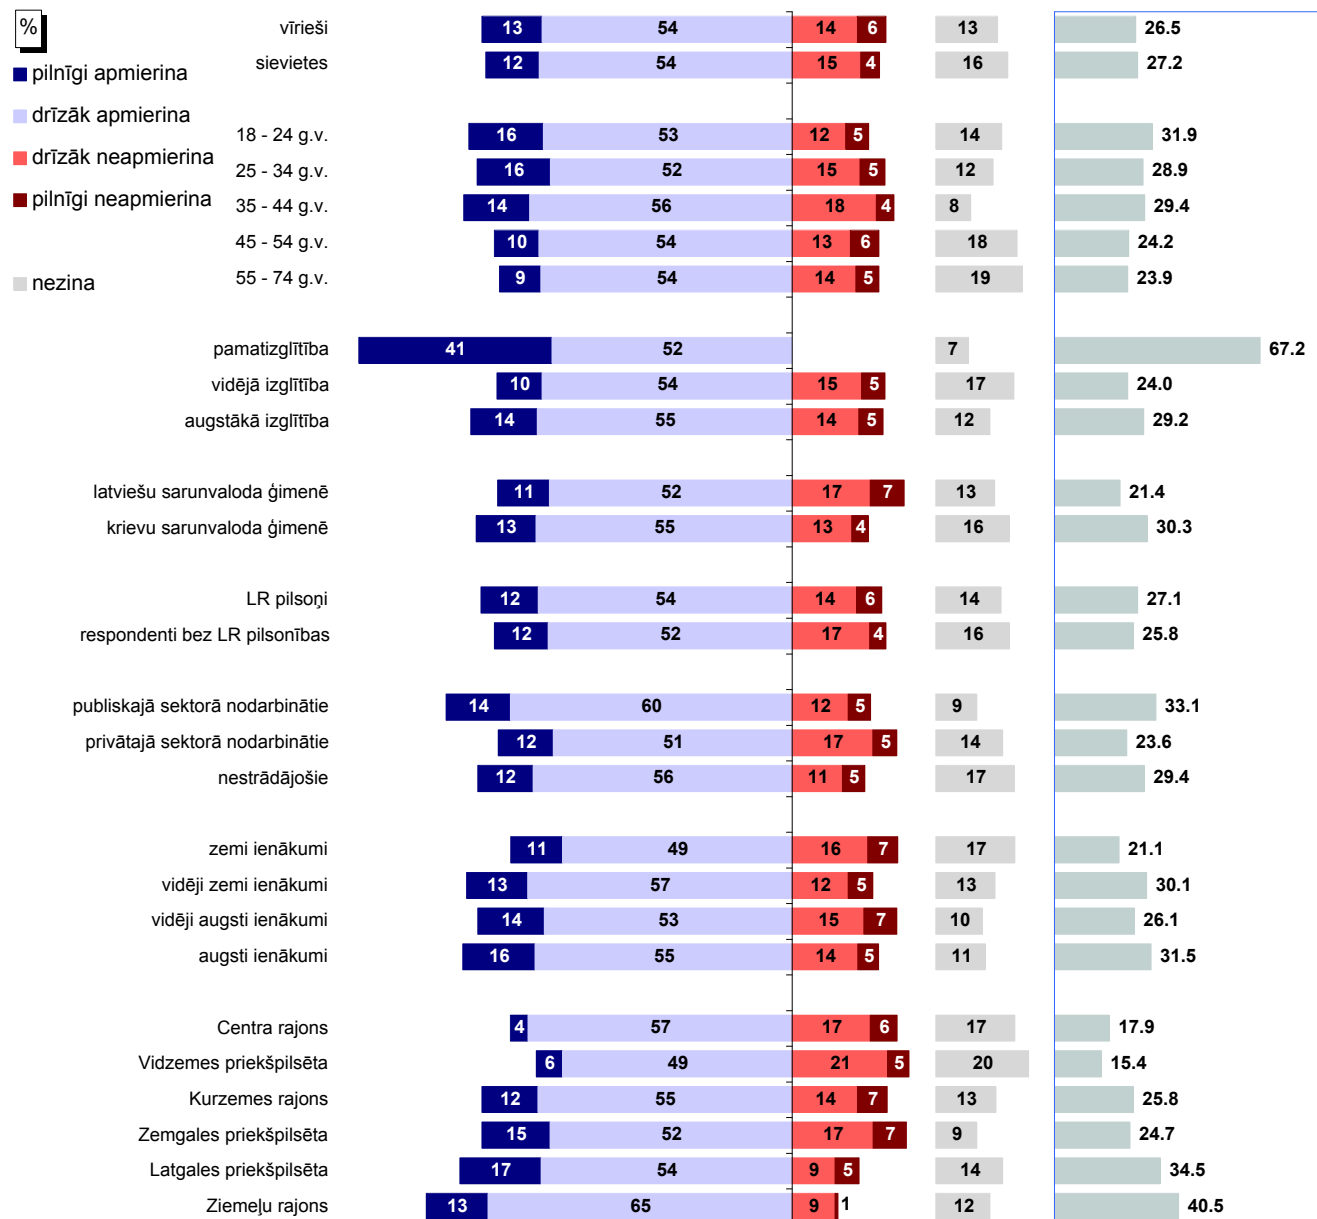 %
pilnīgi apmierina
drīzāk apmierina
drīzāk neapmierina
pilnīgi neapmierina
nezina
vīrieši 13 54 14 6 13 26.5
sievietes 12 54 15 4 16 27.2
18 - 24 g.v. 16 53 12 5 14 31.9
25 - 34 g.v. 16 52 15 5 12 28.9
35 - 44 g.v. 14 56 18 4 8 29.4
45 - 54 g.v. 10 54 13 6 18 24.2
55 - 74 g.v. 9 54 14 5 19 23.9
pamatizglītība 41 52 7 67.2
vidējā izglītība 10 54 15 5 17 24.0
augstākā izglītība 14 55 14 5 12 29.2
latviešu sarunvaloda ģimenē 11 52 17 7 13 21.4
krievu sarunvaloda ģimenē 13 55 13 4 16 30.3
LR pilsoņi 12 54 14 6 14 27.1
respondenti bez LR pilsonības 12 52 17 4 16 25.8
publiskajā sektorā nodarbinātie 14 60 12 5 9 33.1
privātajā sektorā nodarbinātie 12 51 17 5 14 23.6
nestrādājošie 12 56 11 5 17 29.4
zemi ienākumi 11 49 16 7 17 21.1
vidēji zemi ienākumi 13 57 12 5 13 30.1
vidēji augsti ienākumi 14 53 15 7 10 26.1
augsti ienākumi 16 55 14 5 11 31.5
Centra rajons 4 57 17 6 17 17.9
Vidzemes priekšpilsēta 6 49 21 5 20 15.4
Kurzemes rajons 12 55 14 7 13 25.8
Zemgales priekšpilsēta 15 52 17 7 9 24.7
Latgales priekšpilsēta 17 54 9 5 14 34.5
Ziemeļu rajons 13 65 9 1 12 40.5